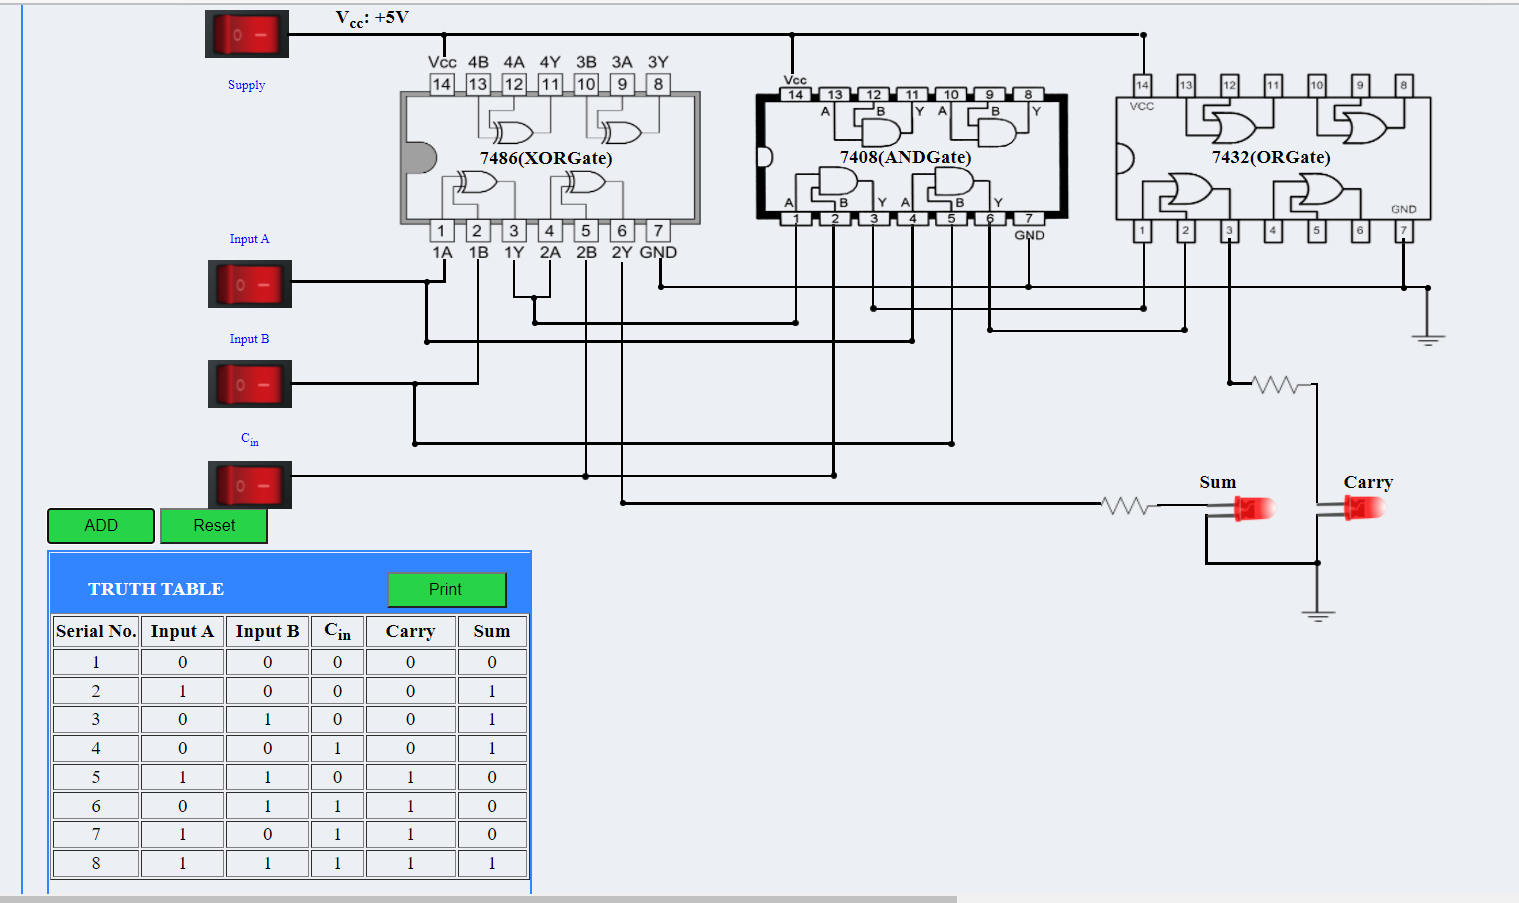 V_cc: +5V
Supply
Vcc 4B 4A 4Y 3B 3A 3Y
14 13 12 11 10 9 8
7486(XORGate)
1 2 3 4 5 6 7
1A 1B 1Y 2A 2B 2Y GND
Vcc
14 13 12 11 10 9 8
A B Y A B Y
7408(ANDGate)
A B Y A B Y
1 2 3 4 5 6 7
GND
14 13 12 11 10 9 8
VCC
7432(ORGate)
GND
1 2 3 4 5 6 7
Input A
Input B
C_in
Sum
Carry
ADD Reset
TRUTH TABLE Print
Serial No. Input A Input B C_in Carry Sum
1 0 0 0 0 0
2 1 0 0 0 1
3 0 1 0 0 1
4 0 0 1 0 1
5 1 1 0 1 0
6 0 1 1 1 0
7 1 0 1 1 0
8 1 1 1 1 1